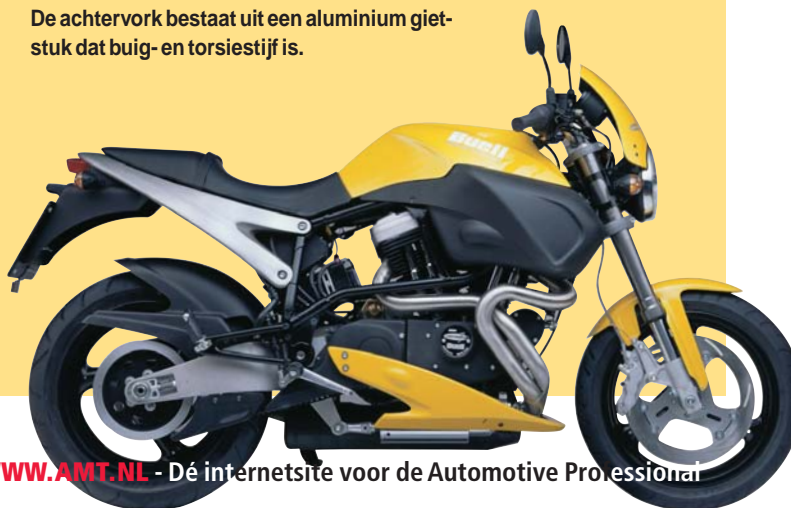 De achtervork bestaat uit een aluminium giet-
stuk dat buig- en torsiestijf is.
Buell
WWW.AMT.NL - Dé internetsite voor de Automotive Professional